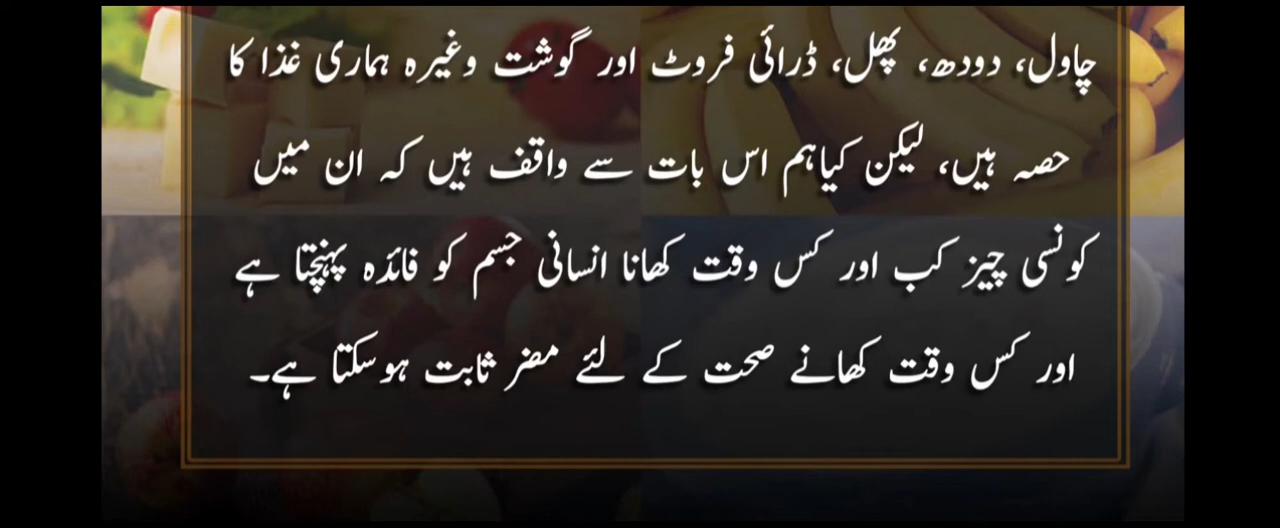 چاول، دودھ، پھل، ڈرائی فروٹ اور گوشت وغیرہ ہماری غذا کا
حصہ ہیں، لیکن کیاہم اس بات سے واقف ہیں کہ ان میں
کونسی چیز کب اور کس وقت کھانا انسانی جسم کو فائدہ پہنچتا ہے
اور کس وقت کھانے صحت کے لئے مضر ثابت ہوسکتا ہے۔